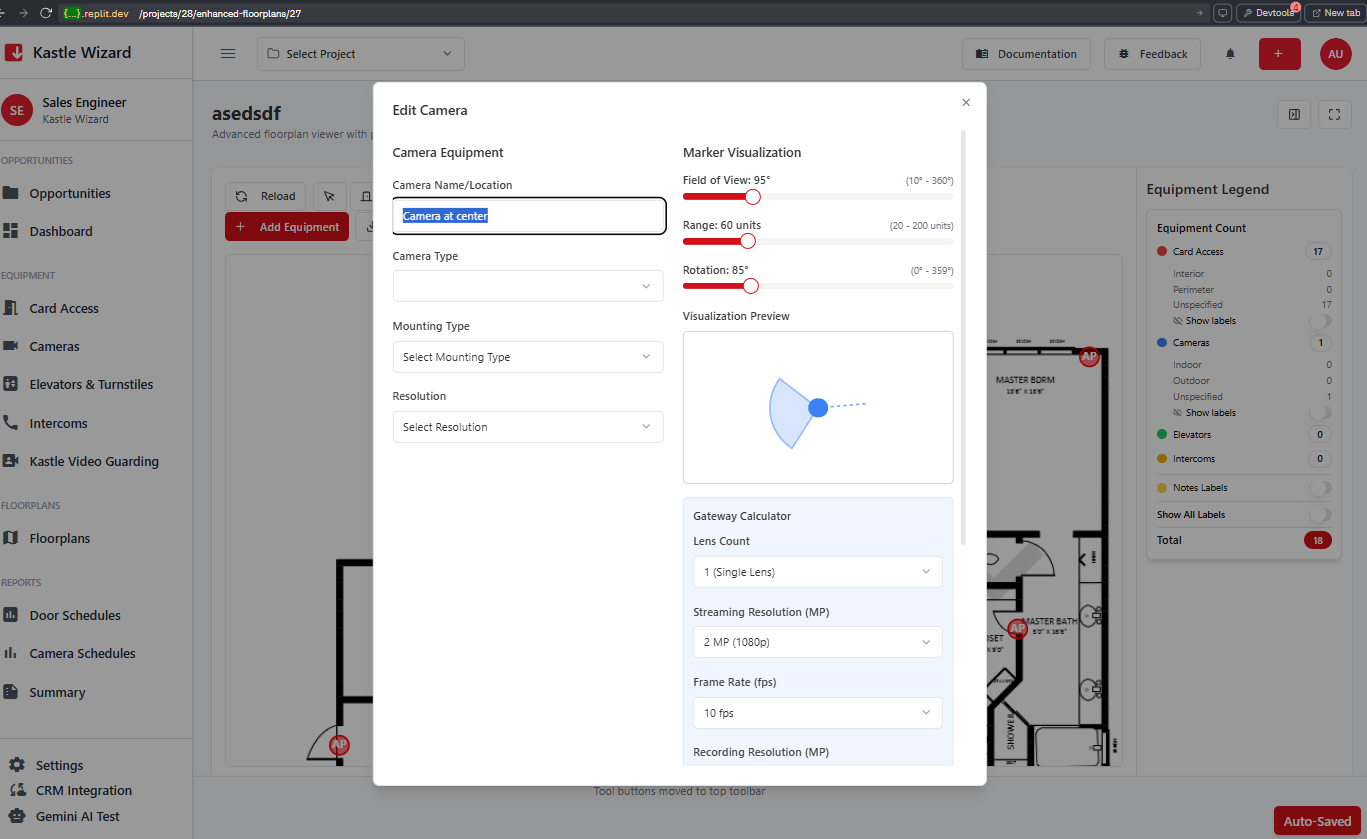 {...}.replit.dev /projects/28/enhanced-floorplans/27
Devtools 4
New tab
Kastle Wizard
Select Project
Documentation
Feedback
+
AU
SE
Sales Engineer
Kastle Wizard
OPPORTUNITIES
Opportunities
Dashboard
EQUIPMENT
Card Access
Cameras
Elevators & Turnstiles
Intercoms
Kastle Video Guarding
FLOORPLANS
Floorplans
REPORTS
Door Schedules
Camera Schedules
Summary
Settings
CRM Integration
Gemini AI Test
asedsdf
Advanced floorplan viewer with
Reload
+ Add Equipment
Edit Camera
×
Camera Equipment
Camera Name/Location
Camera at center
Camera Type
Mounting Type
Select Mounting Type
Resolution
Select Resolution
Marker Visualization
Field of View: 95° (10° - 360°)
Range: 60 units (20 - 200 units)
Rotation: 85° (0° - 359°)
Visualization Preview
Gateway Calculator
Lens Count
1 (Single Lens)
Streaming Resolution (MP)
2 MP (1080p)
Frame Rate (fps)
10 fps
Recording Resolution (MP)
AP
MASTER BDRM
AP
MASTER BATH
SHOWER
AP
Equipment Legend
Equipment Count
Card Access 17
Interior 0
Perimeter 0
Unspecified 17
Show labels
Cameras 1
Indoor 0
Outdoor 0
Unspecified 1
Show labels
Elevators 0
Intercoms 0
Notes Labels
Show All Labels
Total 18
Tool buttons moved to top toolbar
Auto-Saved